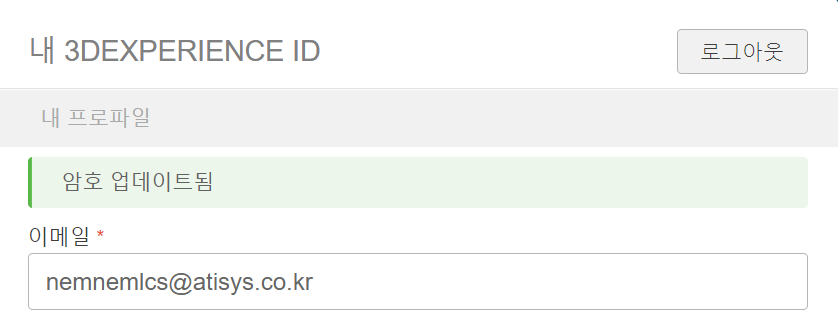 내 3DEXPERIENCE ID
로그아웃
내 프로파일
암호 업데이트됨
이메일 *
nemnemlcs@atisys.co.kr